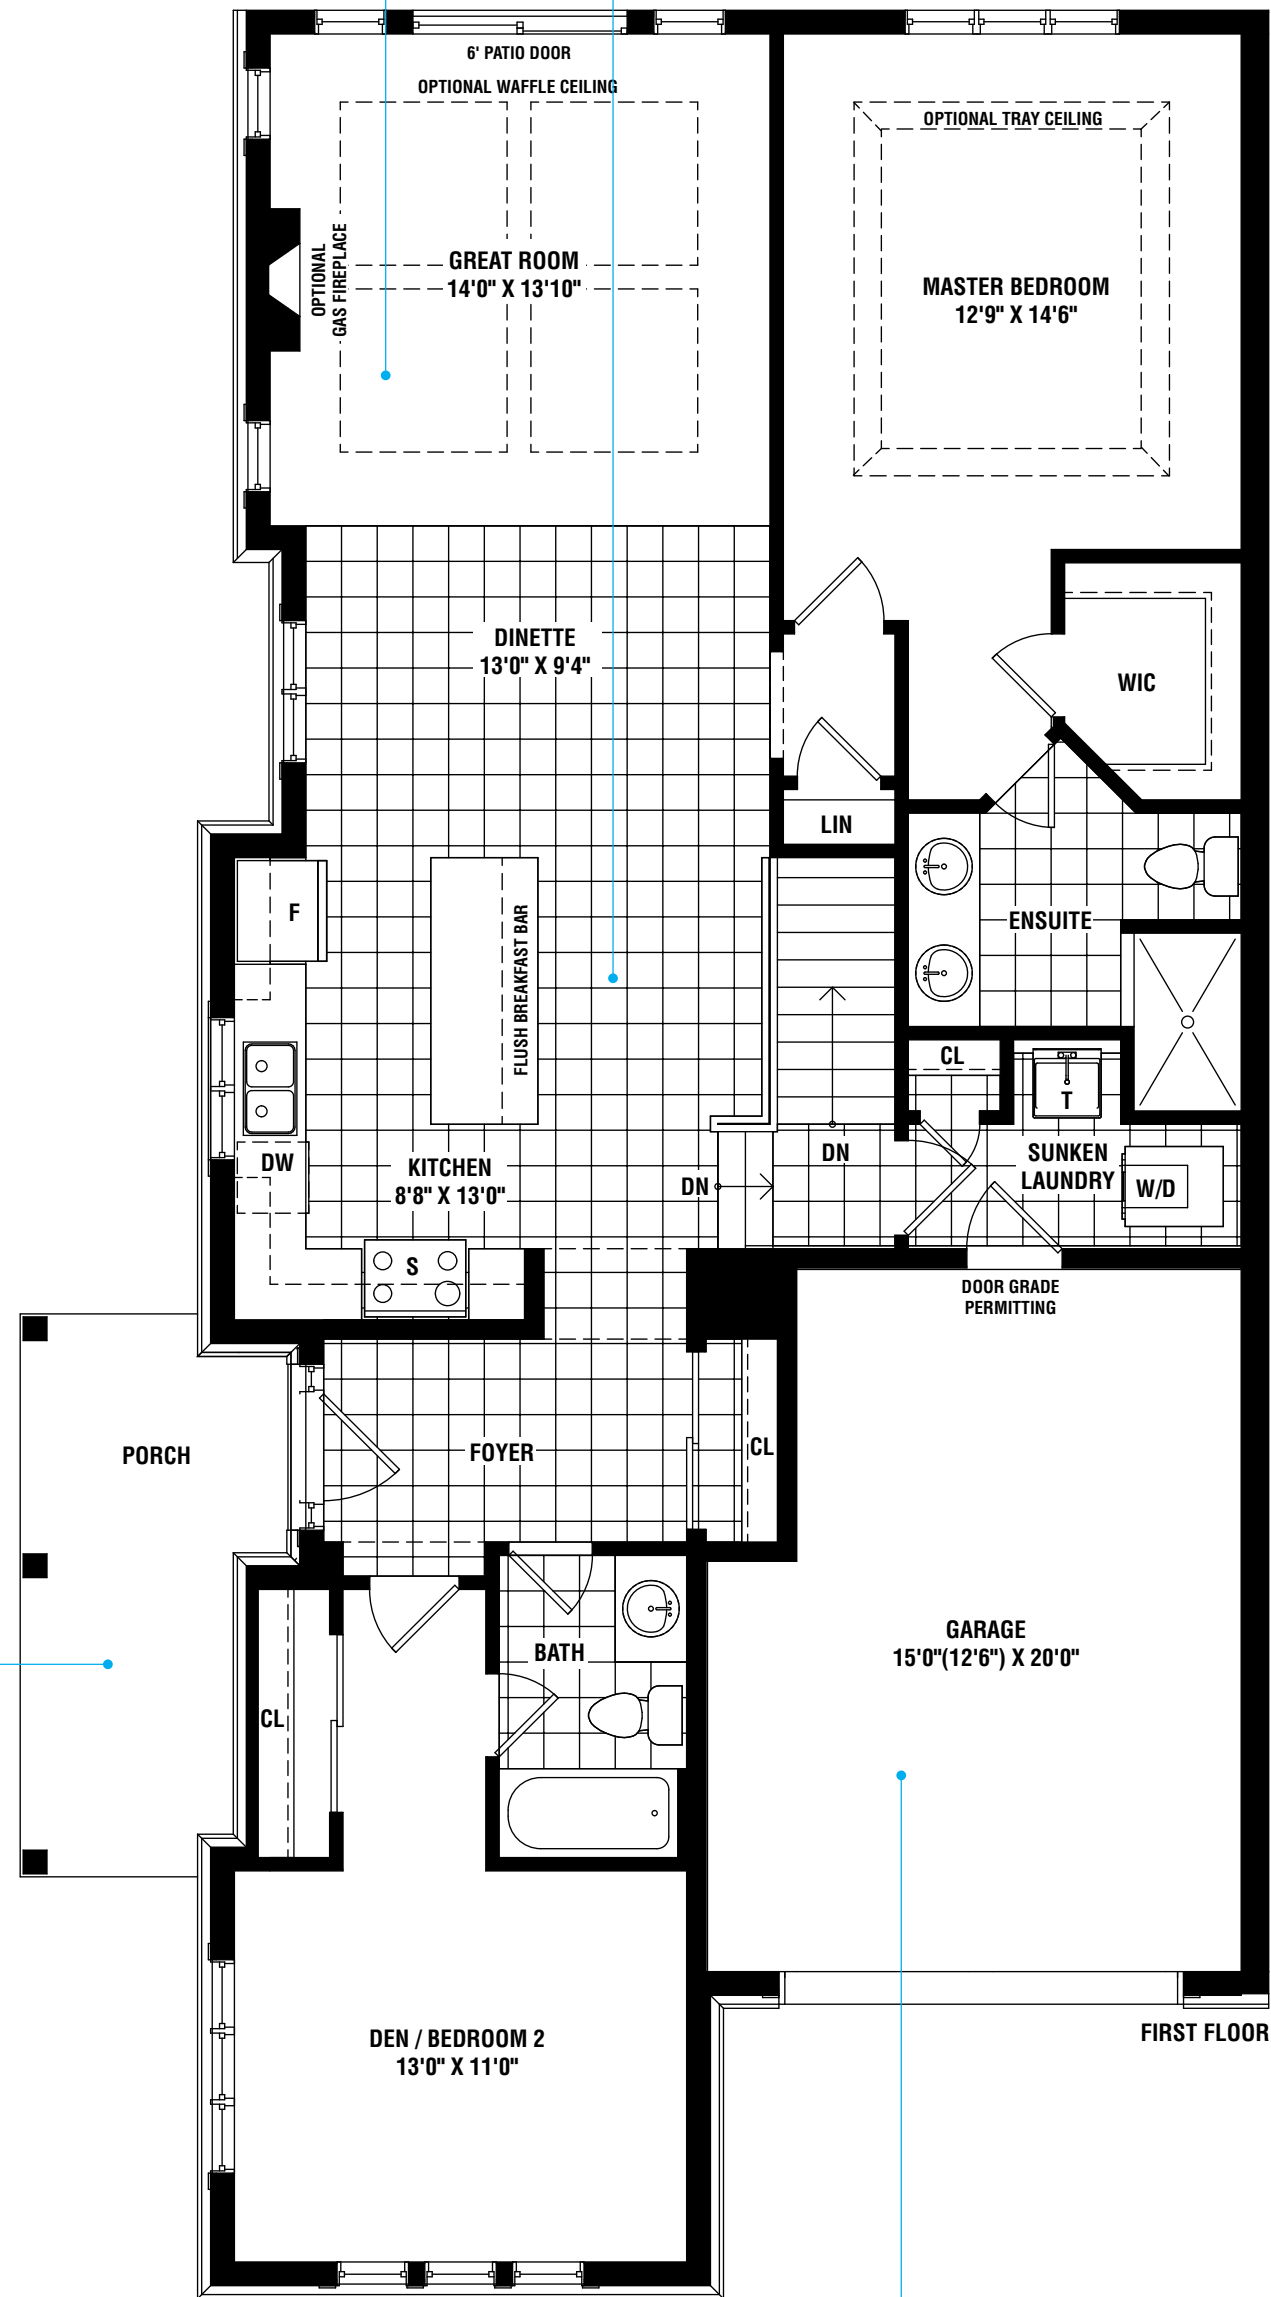 6' PATIO DOOR
OPTIONAL WAFFLE CEILING
OPTIONAL TRAY CEILING
OPTIONAL
GAS FIREPLACE
GREAT ROOM
14'0" X 13'10"
MASTER BEDROOM
12'9" X 14'6"
DINETTE
13'0" X 9'4"
WIC
LIN
F
FLUSH BREAKFAST BAR
ENSUITE
CL
T
DW
KITCHEN
8'8" X 13'0"
DN
DN
SUNKEN
LAUNDRY
W/D
S
DOOR GRADE
PERMITTING
PORCH
FOYER
CL
BATH
CL
GARAGE
15'0"(12'6") X 20'0"
DEN / BEDROOM 2
13'0" X 11'0"
FIRST FLOOR